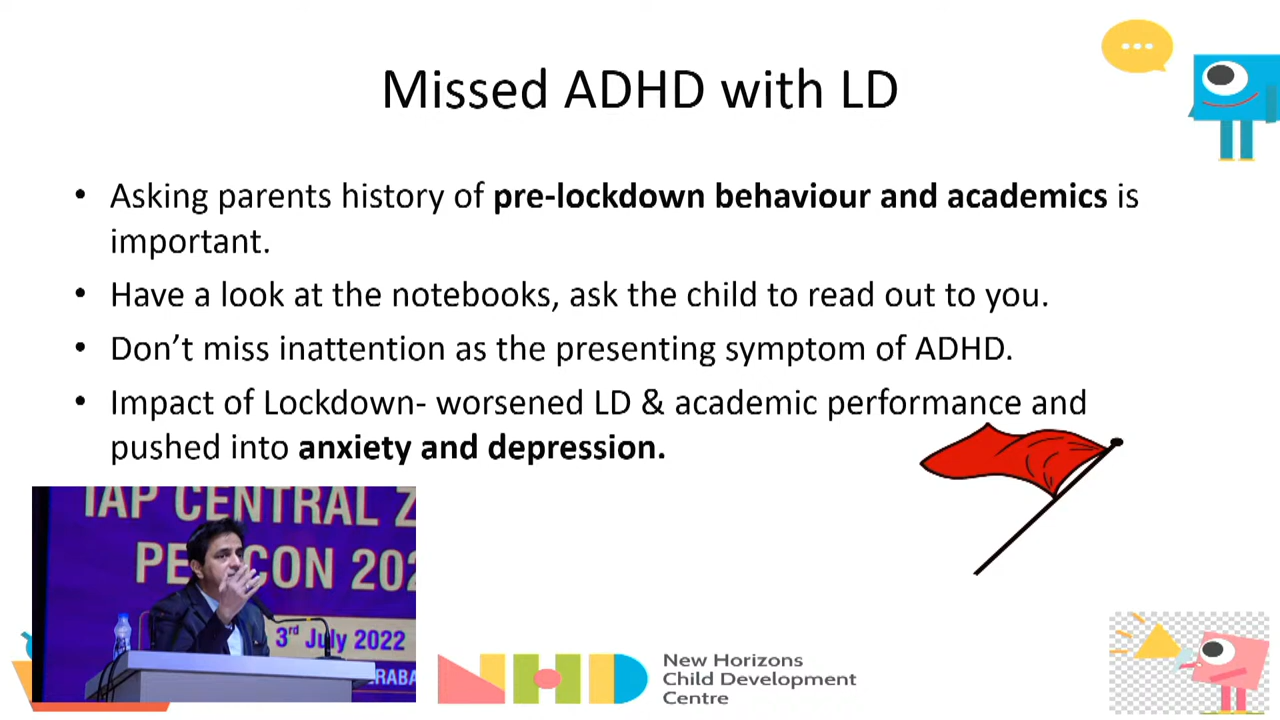 Missed ADHD with LD
• Asking parents history of pre-lockdown behaviour and academics is
important.
• Have a look at the notebooks, ask the child to read out to you.
• Don’t miss inattention as the presenting symptom of ADHD.
• Impact of Lockdown- worsened LD & academic performance and
pushed into anxiety and depression.
IAP CENTRAL Z
3rd July 2022
NHD
New Horizons
Child Development
Centre